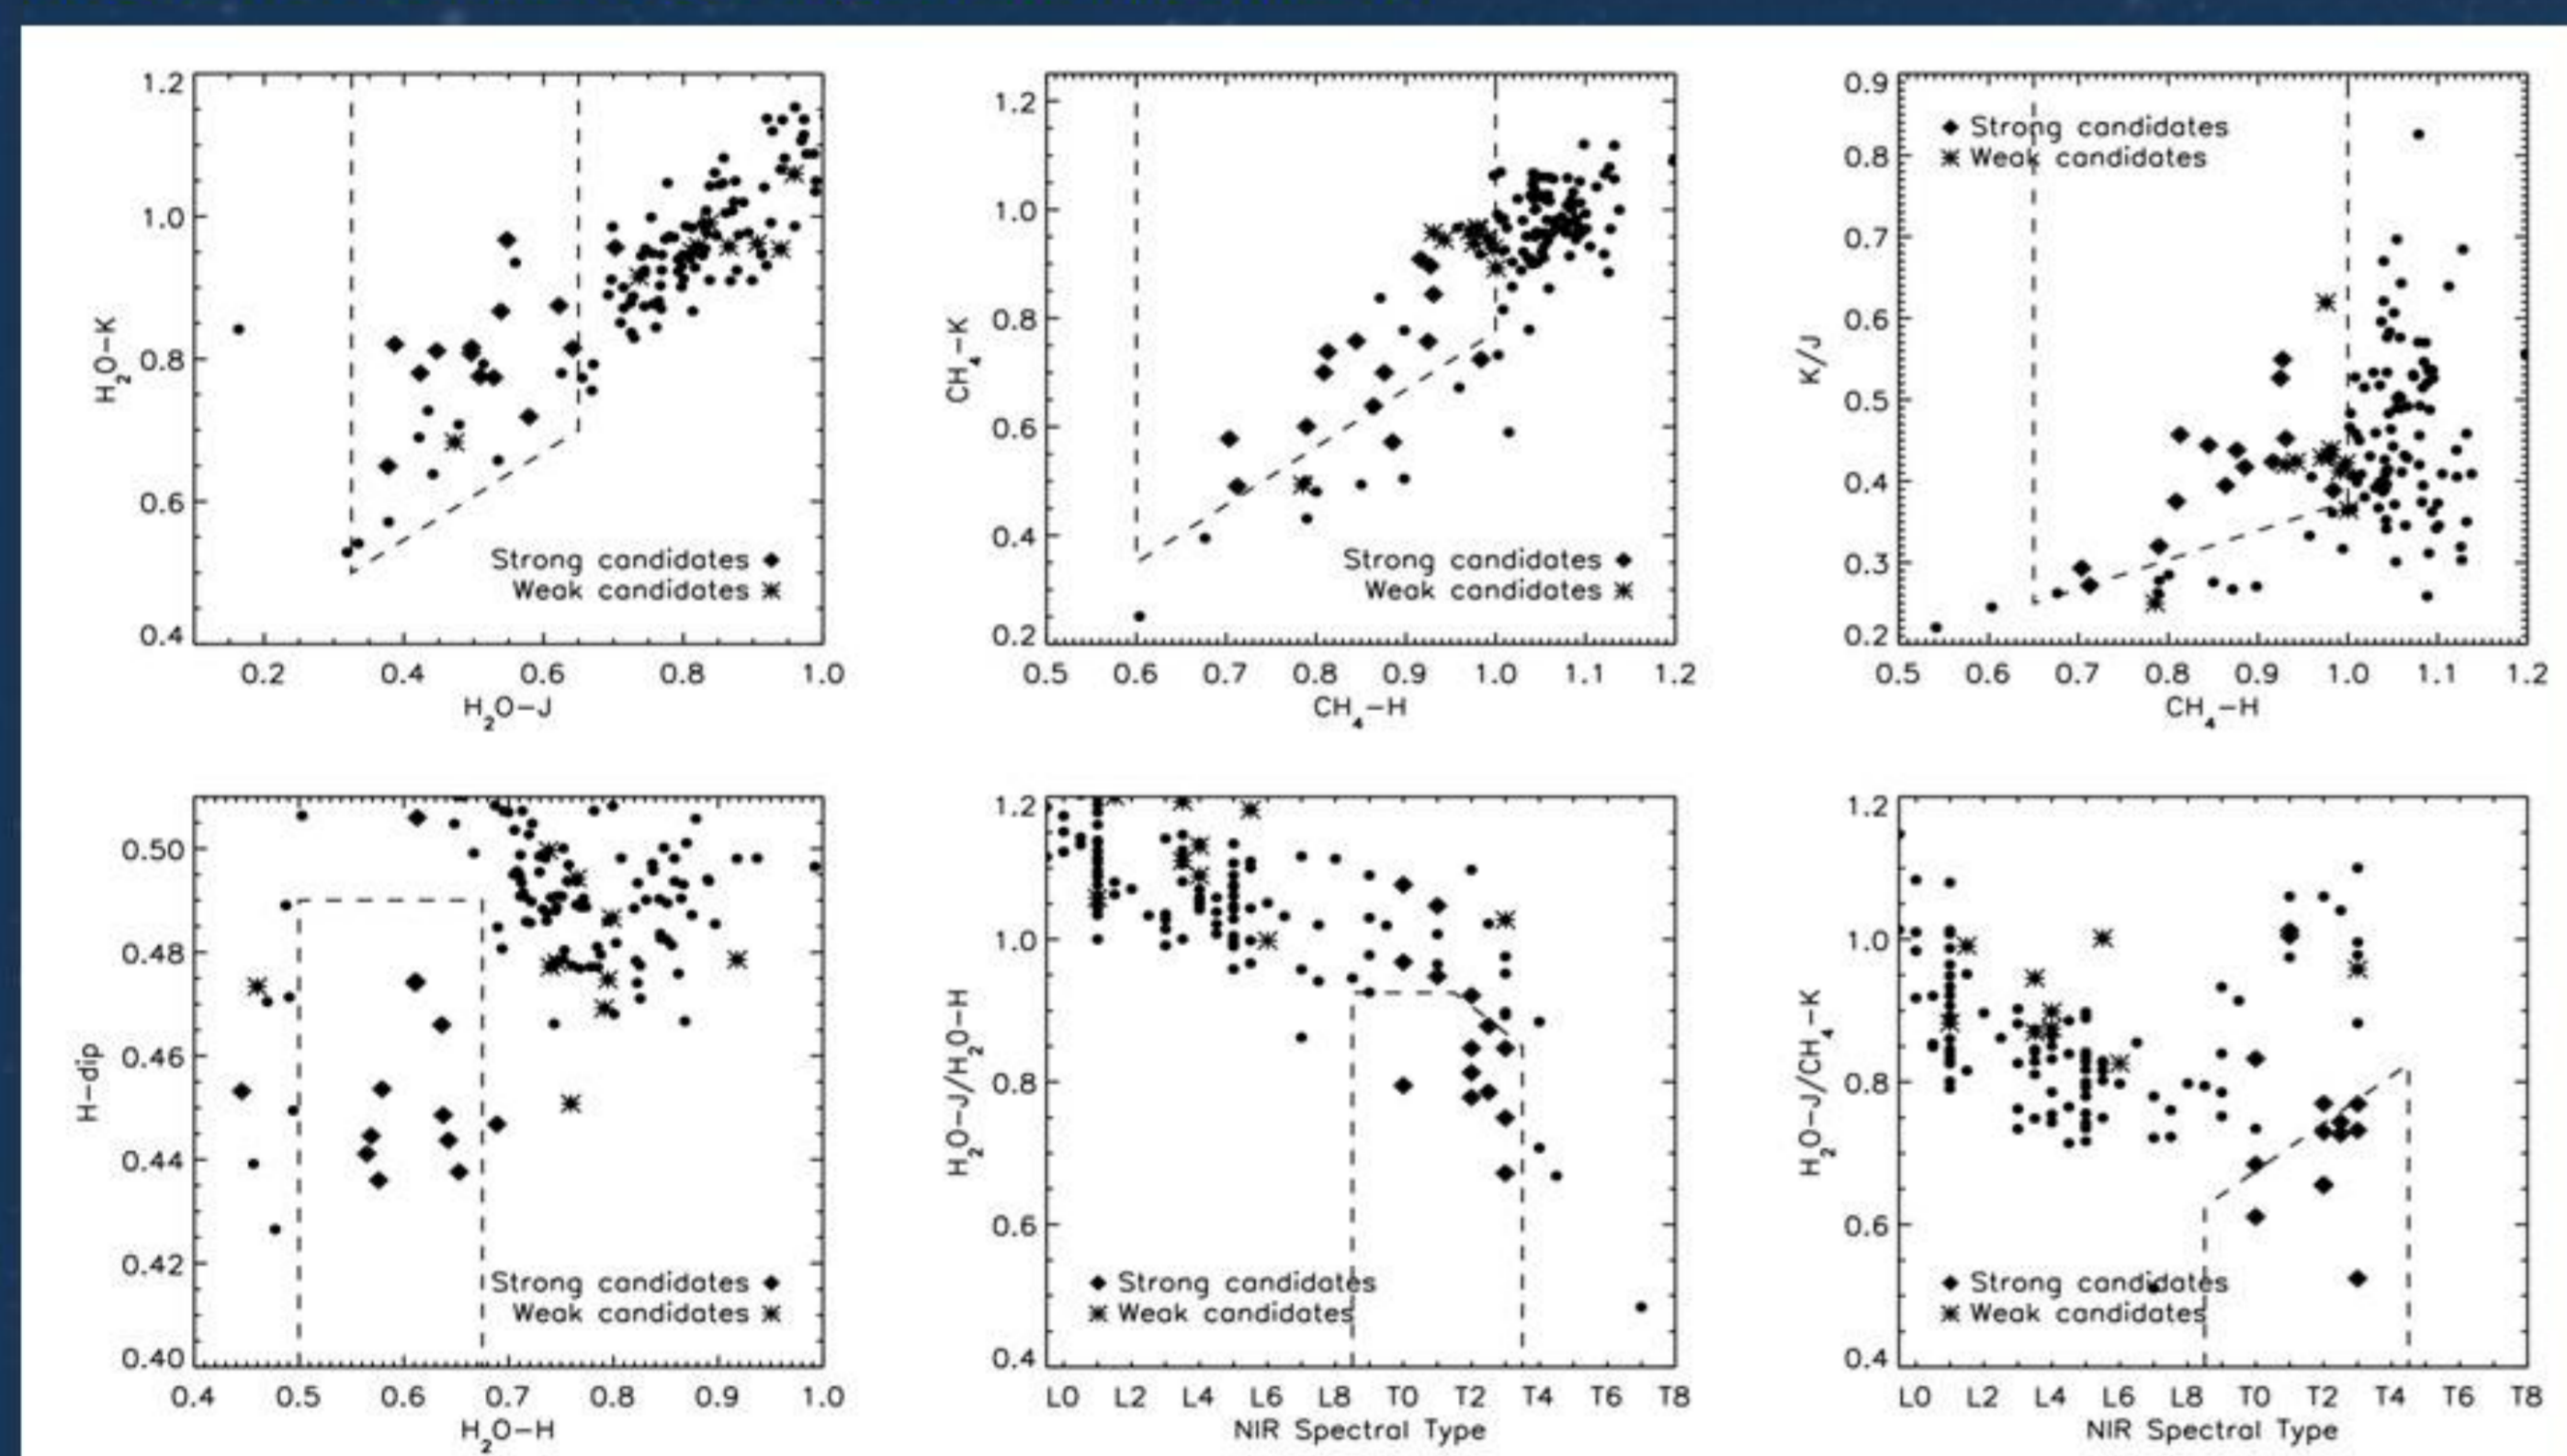 1.2
1.0
0.8
0.6
0.4
H₂O−K
0.2 0.4 0.6 0.8 1.0
H₂O−J
Strong candidates
Weak candidates
1.2
1.0
0.8
0.6
0.4
0.2
CH₄−K
0.5 0.6 0.7 0.8 0.9 1.0 1.1 1.2
CH₄−H
Strong candidates
Weak candidates
0.9
0.8
0.7
0.6
0.5
0.4
0.3
0.2
K/J
0.5 0.6 0.7 0.8 0.9 1.0 1.1 1.2
CH₄−H
Strong candidates
Weak candidates
0.50
0.48
0.46
0.44
0.42
0.40
H−dip
0.4 0.5 0.6 0.7 0.8 0.9 1.0
H₂O−H
Strong candidates
Weak candidates
1.2
1.0
0.8
0.6
0.4
H₂O−J/H₂O−H
L0 L2 L4 L6 L8 T0 T2 T4 T6 T8
NIR Spectral Type
Strong candidates
Weak candidates
1.2
1.0
0.8
0.6
0.4
H₂O−J/CH₄−K
L0 L2 L4 L6 L8 T0 T2 T4 T6 T8
NIR Spectral Type
Strong candidates
Weak candidates